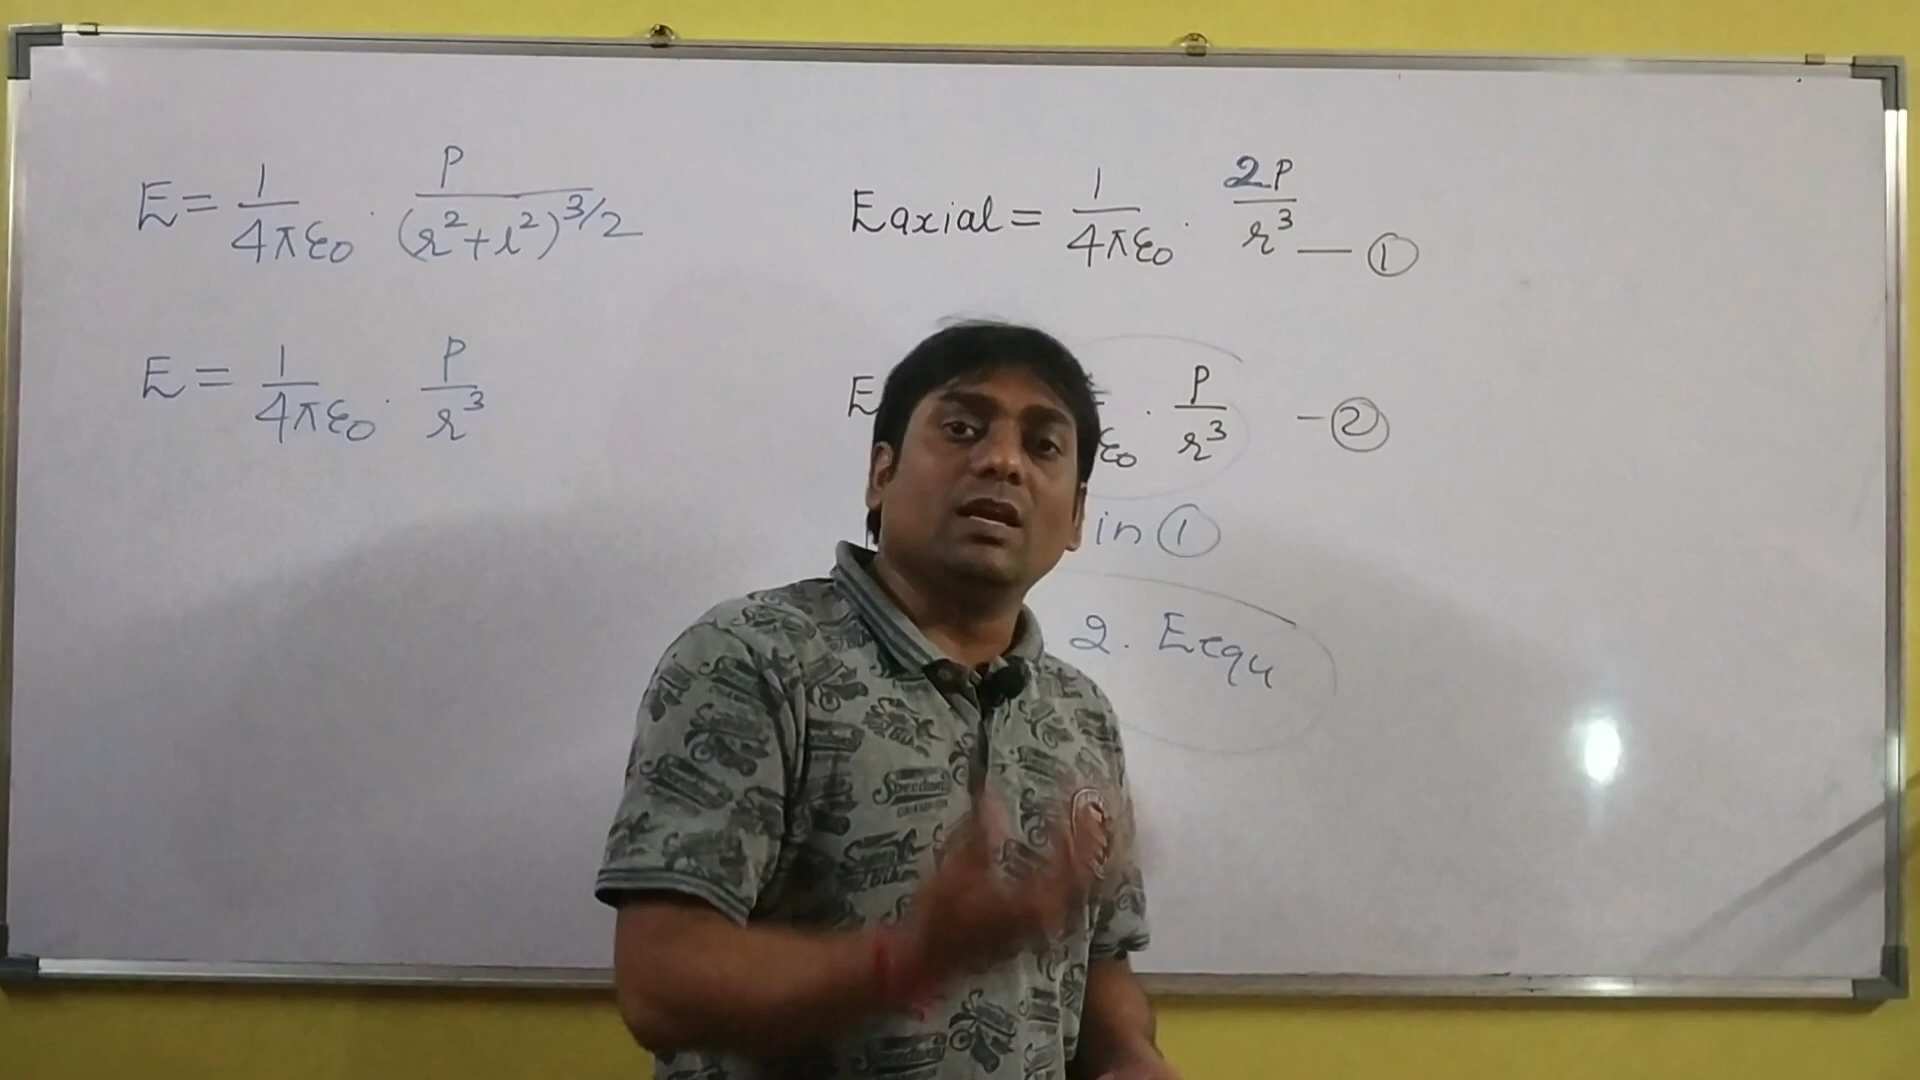 E = 1/4πε0 · P/(r²+l²)^3/2
E = 1/4πε0 · P/r³
Eaxial = 1/4πε0 · 2P/r³ — ①
E ε0 · P/r³ - ②
in ①
2. Eequ
Speedway